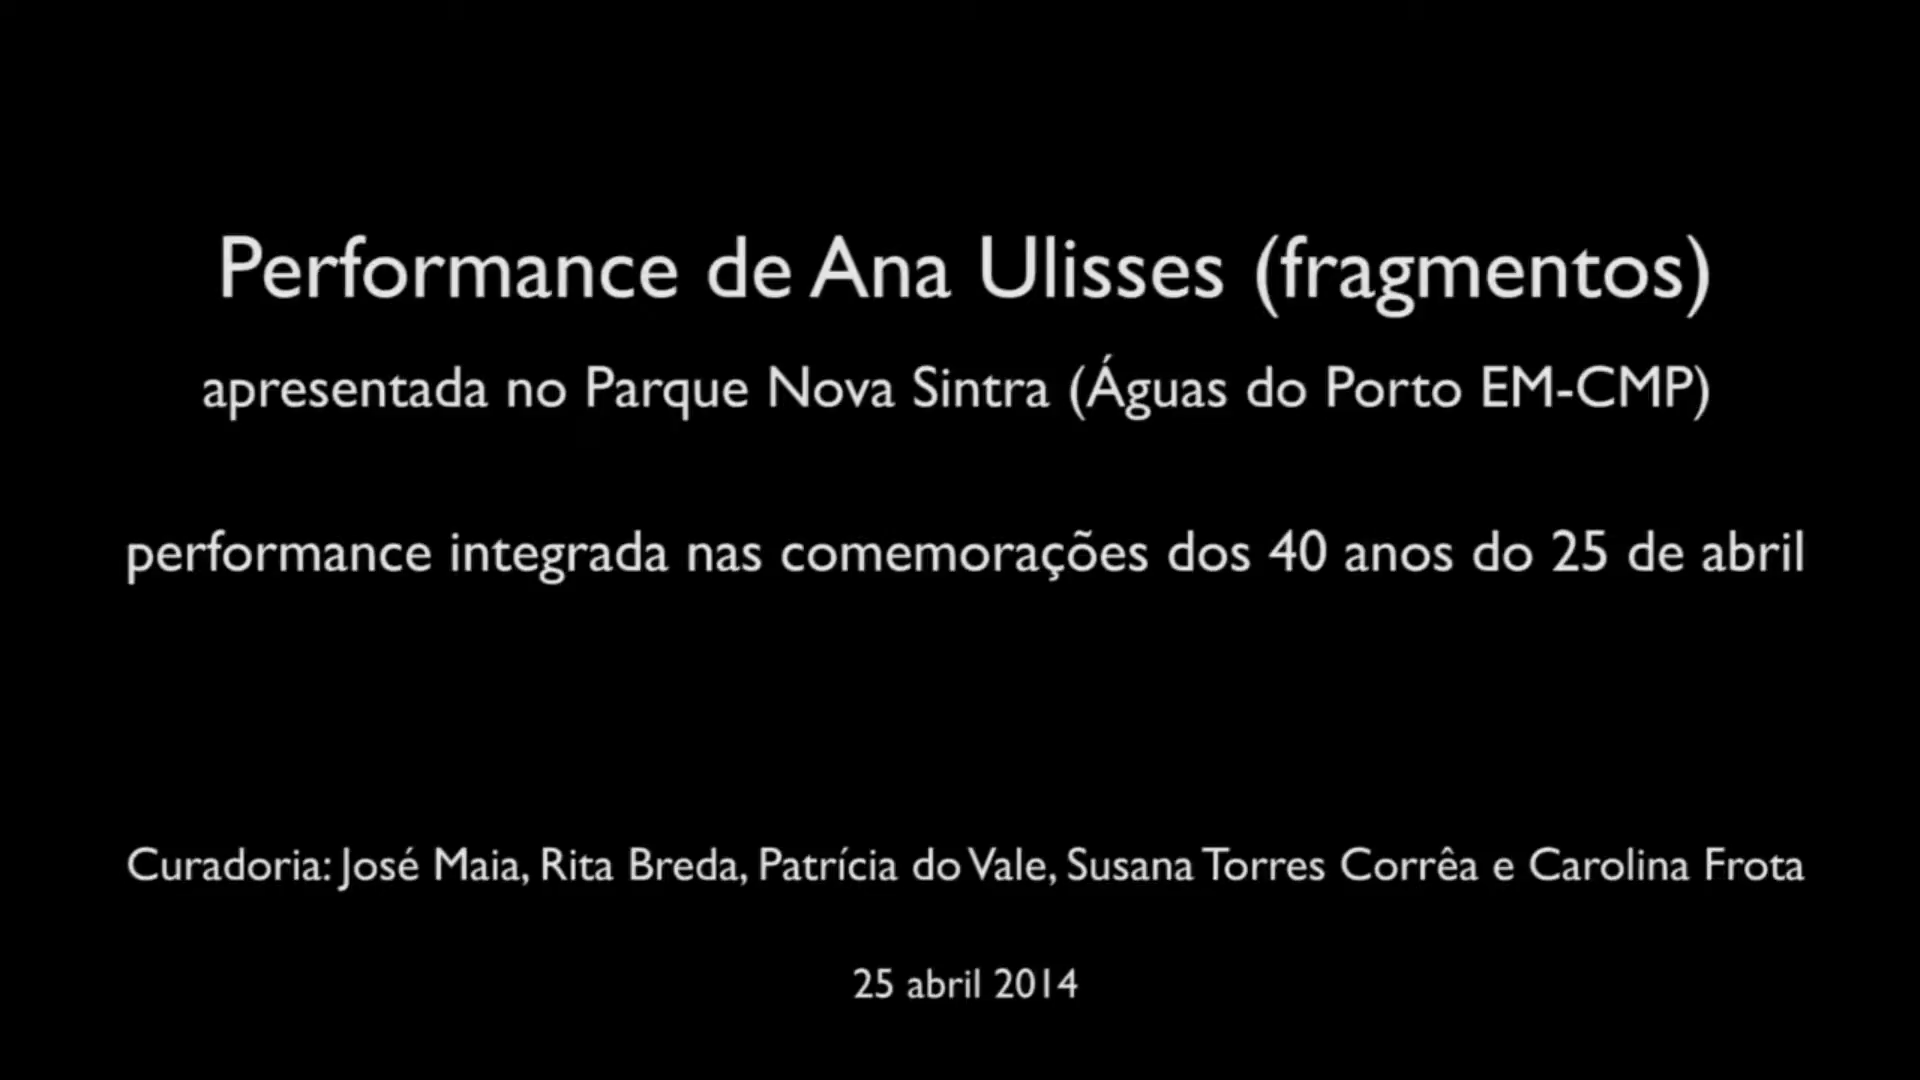 Performance de Ana Ulisses (fragmentos)
apresentada no Parque Nova Sintra (Águas do Porto EM-CMP)
performance integrada nas comemorações dos 40 anos do 25 de abril
Curadoria: José Maia, Rita Breda, Patrícia do Vale, Susana Torres Corrêa e Carolina Frota
25 abril 2014